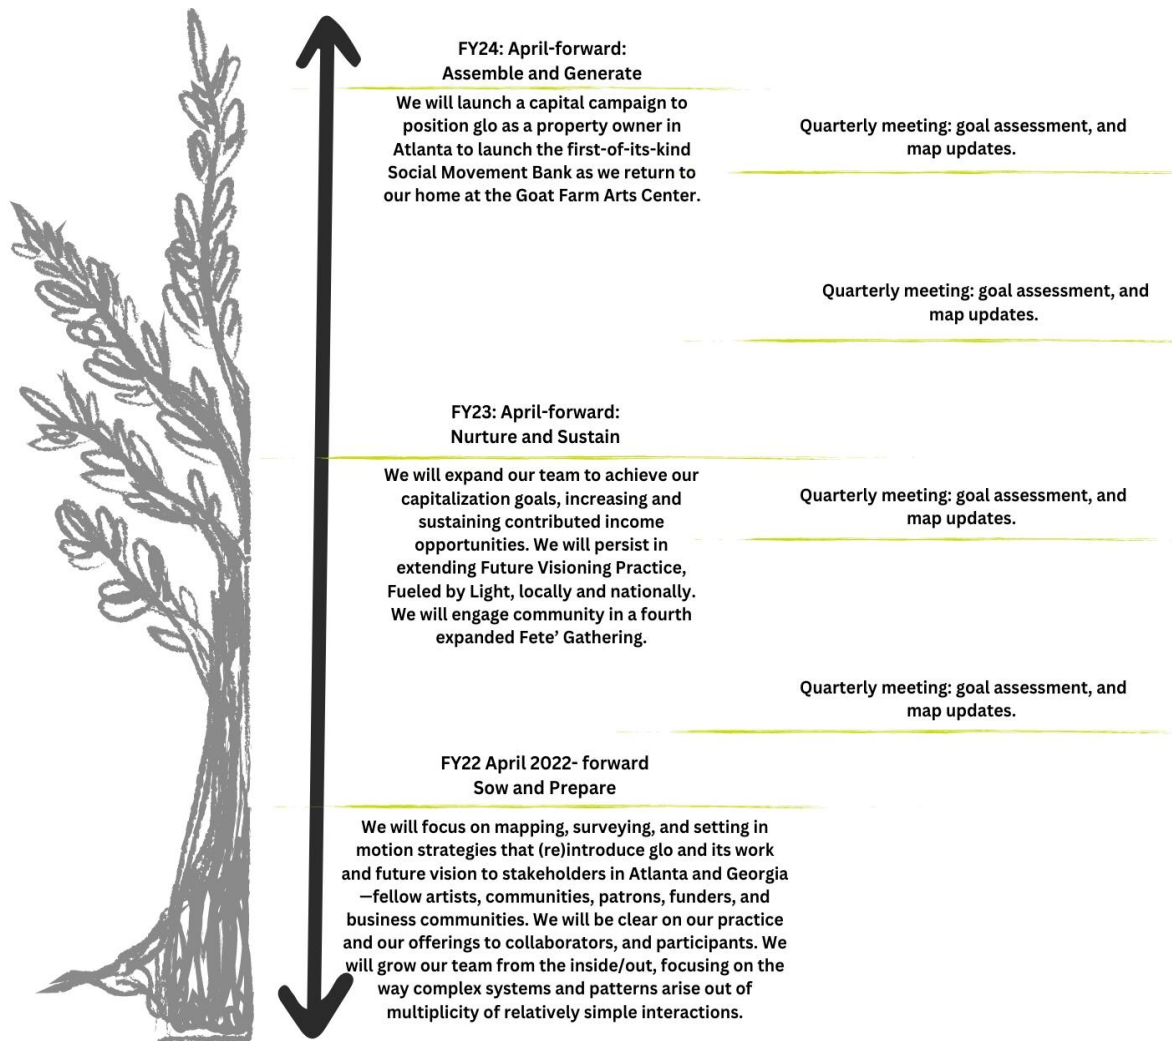 FY24: April-forward:
Assemble and Generate
We will launch a capital campaign to
position glo as a property owner in
Atlanta to launch the first-of-its-kind
Social Movement Bank as we return to
our home at the Goat Farm Arts Center.
Quarterly meeting: goal assessment, and
map updates.
Quarterly meeting: goal assessment, and
map updates.
FY23: April-forward:
Nurture and Sustain
We will expand our team to achieve our
capitalization goals, increasing and
sustaining contributed income
opportunities. We will persist in
extending Future Visioning Practice,
Fueled by Light, locally and nationally.
We will engage community in a fourth
expanded Fete’ Gathering.
Quarterly meeting: goal assessment, and
map updates.
Quarterly meeting: goal assessment, and
map updates.
FY22 April 2022- forward
Sow and Prepare
We will focus on mapping, surveying, and setting in
motion strategies that (re)introduce glo and its work
and future vision to stakeholders in Atlanta and Georgia
—fellow artists, communities, patrons, funders, and
business communities. We will be clear on our practice
and our offerings to collaborators, and participants. We
will grow our team from the inside/out, focusing on the
way complex systems and patterns arise out of
multiplicity of relatively simple interactions.